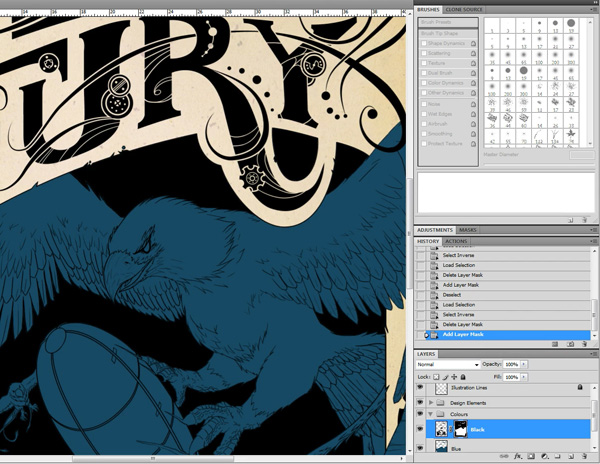 URY
BRUSHES CLONE SOURCE
Brush Presets
Brush Tip Shape
Shape Dynamics
Scattering
Texture
Dual Brush
Color Dynamics
Other Dynamics
Noise
Wet Edges
Airbrush
Smoothing
Protect Texture
Master Diameter
ADJUSTMENTS MASKS
HISTORY ACTIONS
Select Inverse
Load Selection
Delete Layer Mask
Add Layer Mask
Deselect
Load Selection
Select Inverse
Delete Layer Mask
Add Layer Mask
LAYERS
Normal Opacity: 100%
Lock: Fill: 100%
Illustration Lines
Design Elements
Colours
Black
Blue